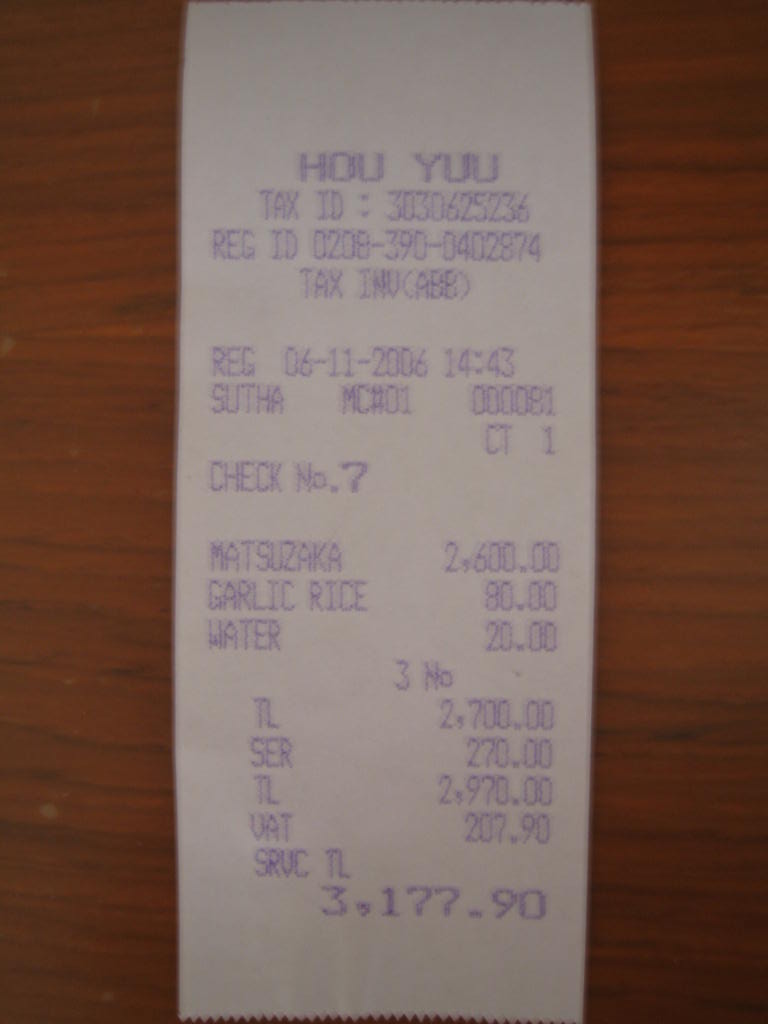 HOU YUU
TAX ID : 3030625236
REG ID 0208-390-0402874
TAX INV(ABB)
REG 06-11-2006 14:43
SUTHA MC#01 000081
CT 1
CHECK No.7
MATSUZAKA 2,600.00
GARLIC RICE 80.00
WATER 20.00
3 No
TL 2,700.00
SER 270.00
TL 2,970.00
VAT 207.90
SRVC TL
3,177.90